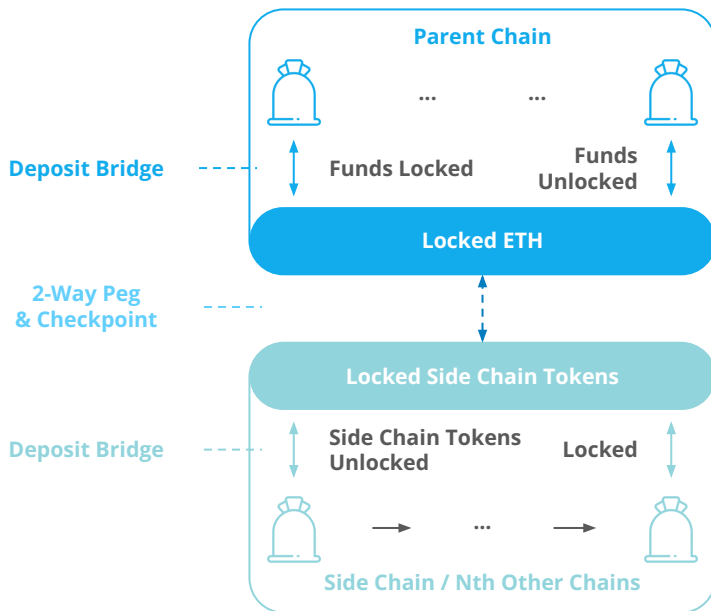 Parent Chain
... ...
Deposit Bridge
Funds Locked
Funds
Unlocked
Locked ETH
2-Way Peg
& Checkpoint
Locked Side Chain Tokens
Deposit Bridge
Side Chain Tokens
Unlocked
Locked
...
Side Chain / Nth Other Chains